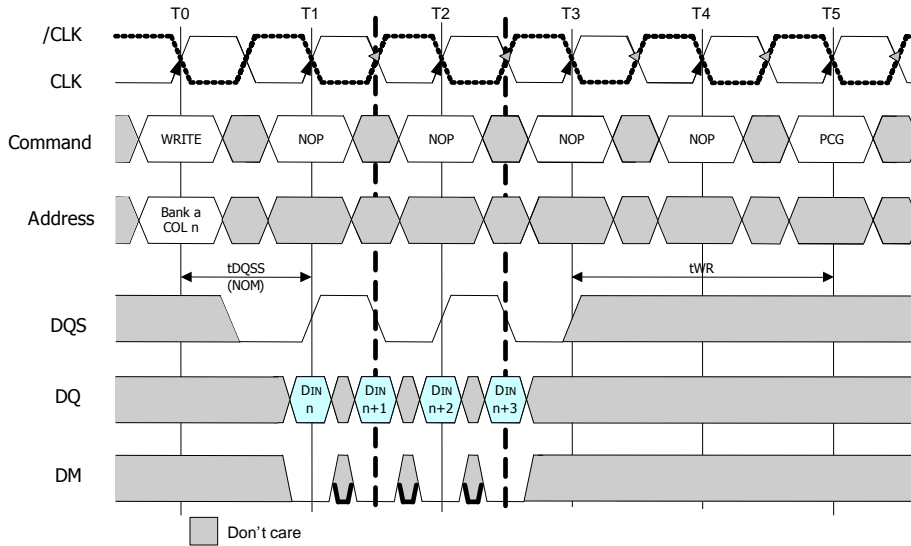 T0 T1 T2 T3 T4 T5
/CLK
CLK
Command WRITE NOP NOP NOP NOP PCG
Address Bank a
COL n
tDQSS
(NOM)
tWR
DQS
DQ DIN n DIN n+1 DIN n+2 DIN n+3
DM
Don't care